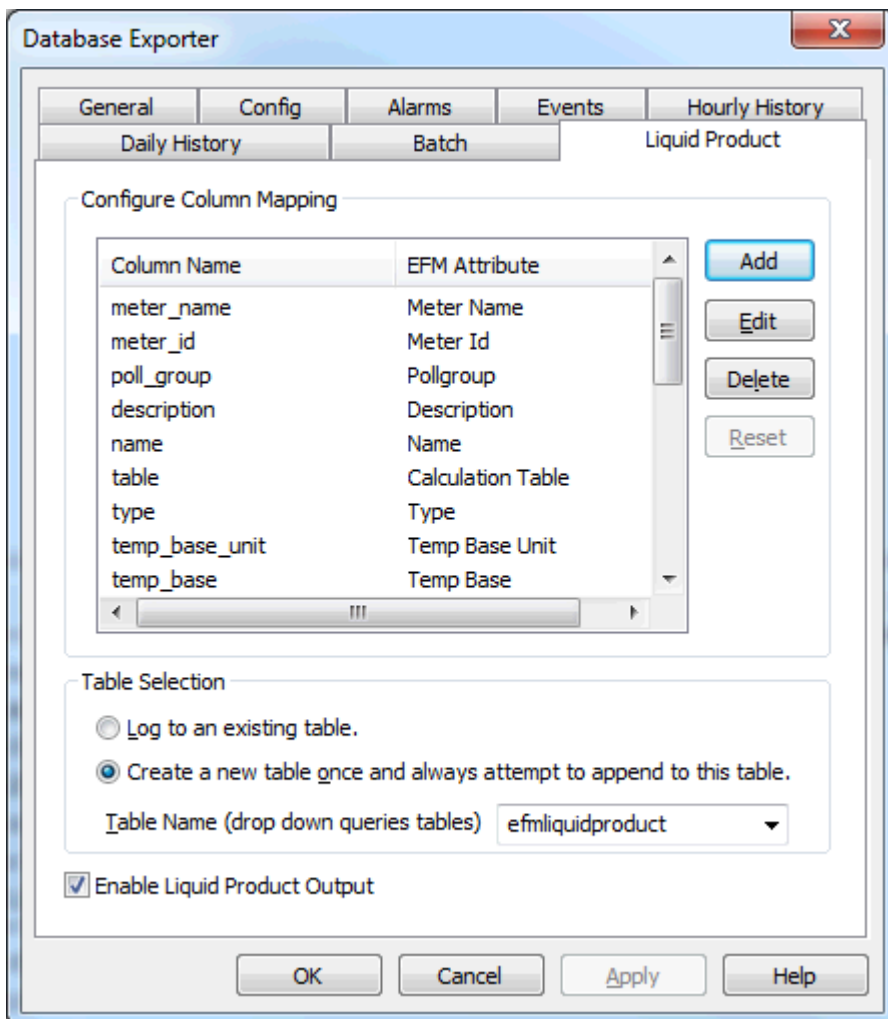 Database Exporter
General Config Alarms Events Hourly History
Daily History Batch Liquid Product
Configure Column Mapping
Column Name EFM Attribute
meter_name Meter Name
meter_id Meter Id
poll_group Pollgroup
description Description
name Name
table Calculation Table
type Type
temp_base_unit Temp Base Unit
temp_base Temp Base
Add
Edit
Delete
Reset
Table Selection
Log to an existing table.
Create a new table once and always attempt to append to this table.
Table Name (drop down queries tables) efmliquidproduct
Enable Liquid Product Output
OK Cancel Apply Help